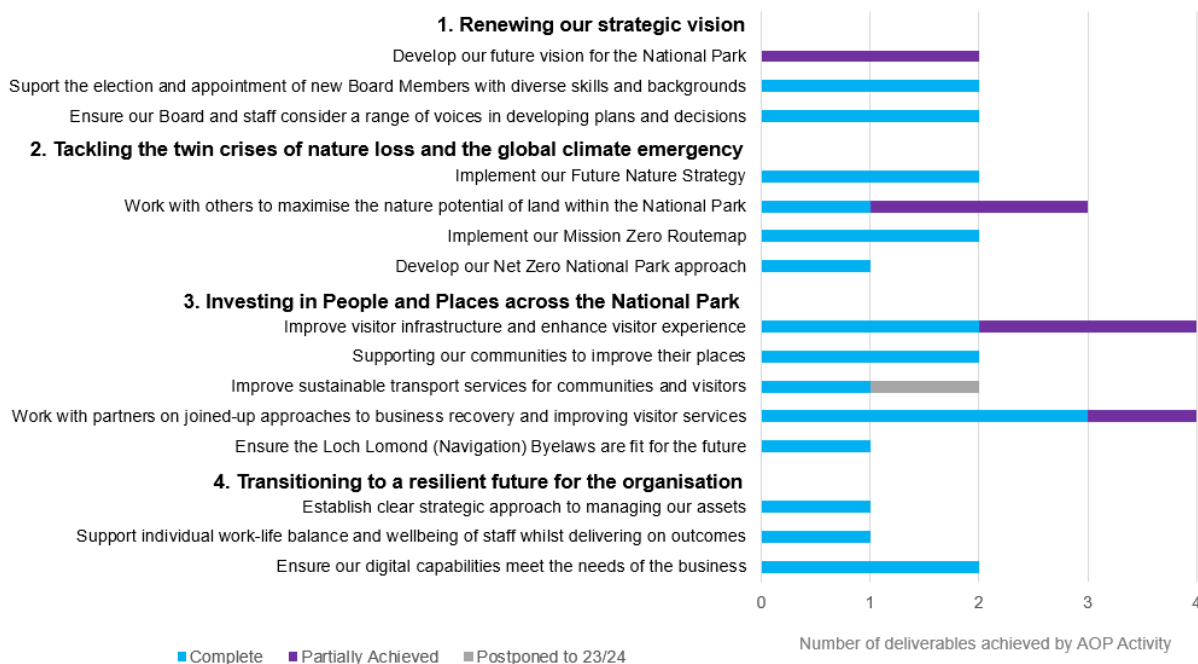 1. Renewing our strategic vision
Develop our future vision for the National Park
Suport the election and appointment of new Board Members with diverse skills and backgrounds
Ensure our Board and staff consider a range of voices in developing plans and decisions
2. Tackling the twin crises of nature loss and the global climate emergency
Implement our Future Nature Strategy
Work with others to maximise the nature potential of land within the National Park
Implement our Mission Zero Routemap
Develop our Net Zero National Park approach
3. Investing in People and Places across the National Park
Improve visitor infrastructure and enhance visitor experience
Supporting our communities to improve their places
Improve sustainable transport services for communities and visitors
Work with partners on joined-up approaches to business recovery and improving visitor services
Ensure the Loch Lomond (Navigation) Byelaws are fit for the future
4. Transitioning to a resilient future for the organisation
Establish clear strategic approach to managing our assets
Support individual work-life balance and wellbeing of staff whilst delivering on outcomes
Ensure our digital capabilities meet the needs of the business
0 1 2 3 4
Number of deliverables achieved by AOP Activity
Complete Partially Achieved Postponed to 23/24